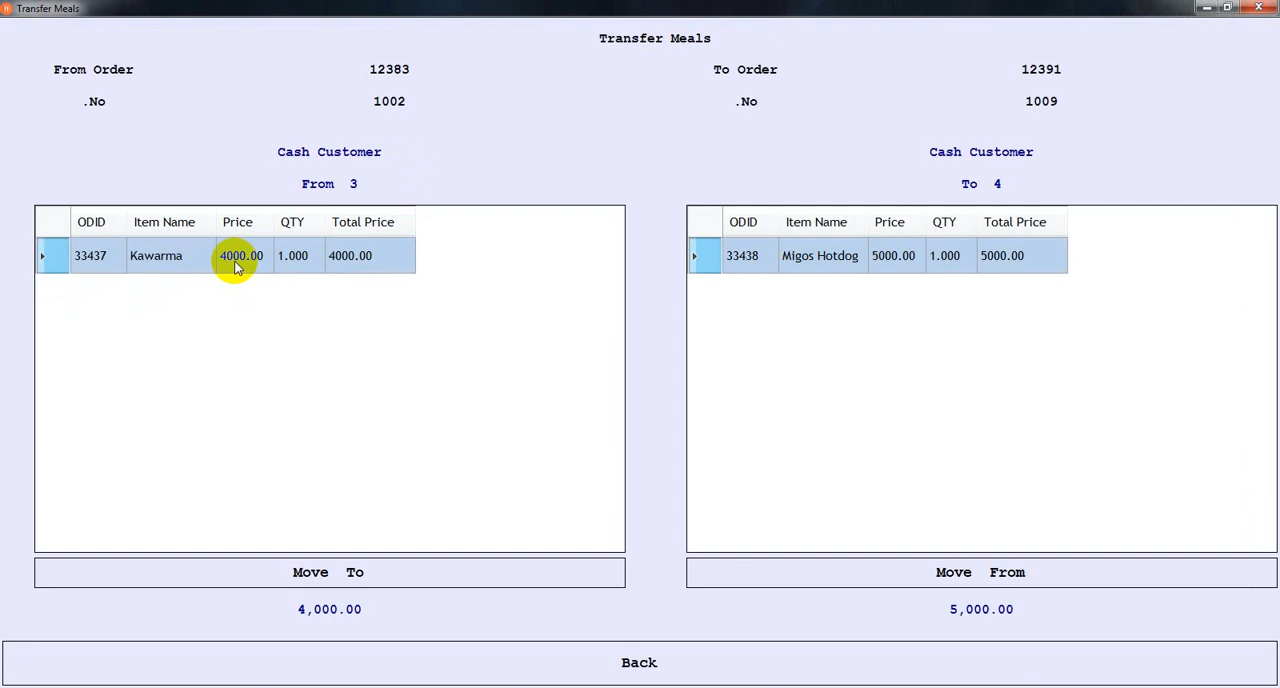 Transfer Meals
Transfer Meals
From Order 12383 To Order 12391
.No 1002 .No 1009
Cash Customer Cash Customer
From 3 To 4
ODID Item Name Price QTY Total Price ODID Item Name Price QTY Total Price
33437 Kawarma 4000.00 1.000 4000.00 33438 Migos Hotdog 5000.00 1.000 5000.00
Move To Move From
4,000.00 5,000.00
Back